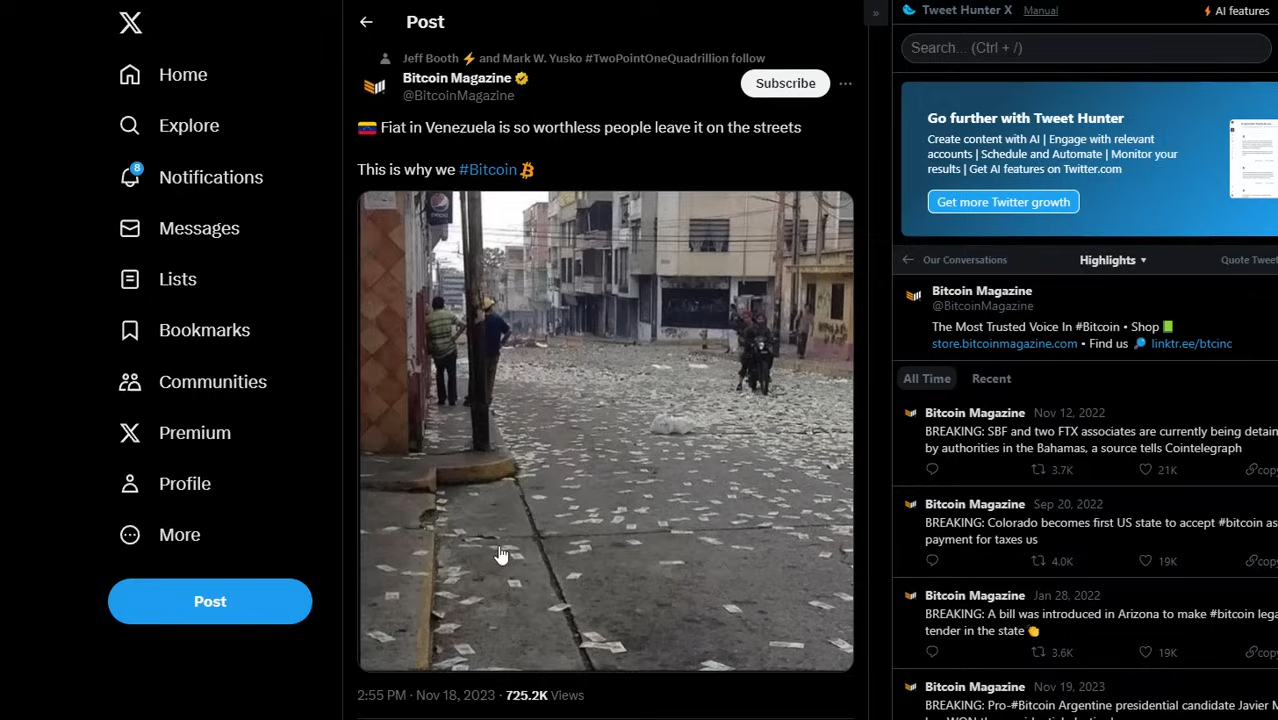 Home
Explore
8
Notifications
Messages
Lists
Bookmarks
Communities
Premium
Profile
More
Post
Post
Jeff Booth ⚡ and Mark W. Yusko #TwoPointOneQuadrillion follow
Bitcoin Magazine
@BitcoinMagazine
Subscribe
🇻🇪 Fiat in Venezuela is so worthless people leave it on the streets
This is why we #Bitcoin
pepsi
2:55 PM · Nov 18, 2023 · 725.2K Views
Tweet Hunter X Manual
⚡ AI features
Search... (Ctrl + /)
Go further with Tweet Hunter
Create content with AI | Engage with relevant
accounts | Schedule and Automate | Monitor your
results | Get AI features on Twitter.com
Get more Twitter growth
Our Conversations
Highlights ▾
Quote Tweet
Bitcoin Magazine
@BitcoinMagazine
The Most Trusted Voice In #Bitcoin • Shop 📗
store.bitcoinmagazine.com • Find us 🔎 linktr.ee/btcinc
All Time
Recent
Bitcoin Magazine Nov 12, 2022
BREAKING: SBF and two FTX associates are currently being detain
by authorities in the Bahamas, a source tells Cointelegraph
3.7K
21K
copy
Bitcoin Magazine Sep 20, 2022
BREAKING: Colorado becomes first US state to accept #bitcoin as
payment for taxes us
4.0K
19K
copy
Bitcoin Magazine Jan 28, 2022
BREAKING: A bill was introduced in Arizona to make #bitcoin lega
tender in the state 👏
3.6K
19K
copy
Bitcoin Magazine Nov 19, 2023
BREAKING: Pro-#Bitcoin Argentine presidential candidate Javier M